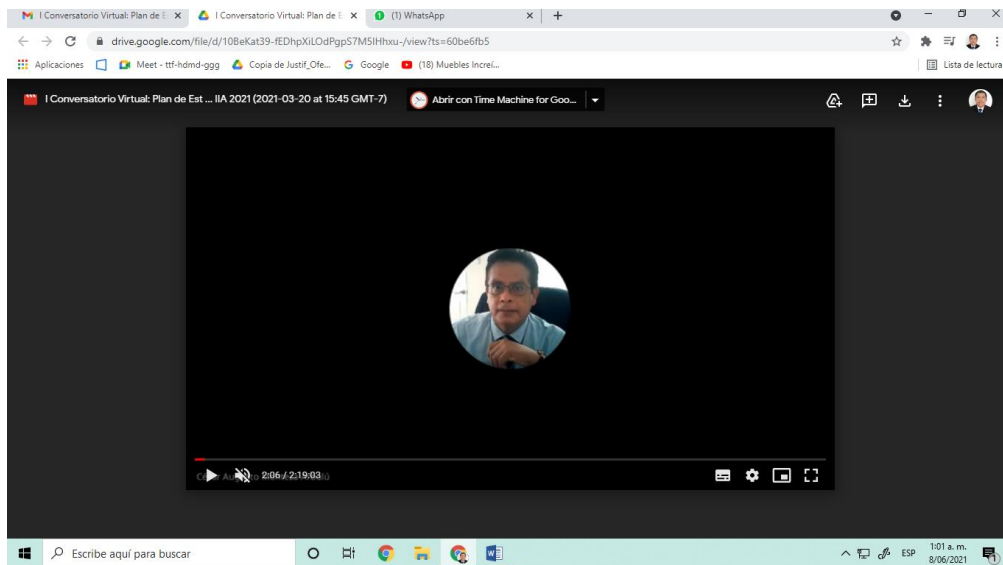 I Conversatorio Virtual: Plan de E
I Conversatorio Virtual: Plan de E
(1) WhatsApp
drive.google.com/file/d/10BeKat39-fEDhpXiLOdPgpS7M5IHhxu-/view?ts=60be6fb5
Aplicaciones
Meet - ttf-hdmd-ggg
Copia de Justif_Ofe...
Google
(18) Muebles Increí...
Lista de lectura
I Conversatorio Virtual: Plan de Est ... IIA 2021 (2021-03-20 at 15:45 GMT-7)
Abrir con Time Machine for Goo...
2:06 / 2:19:03
Escribe aquí para buscar
ESP
1:01 a. m.
8/06/2021
1